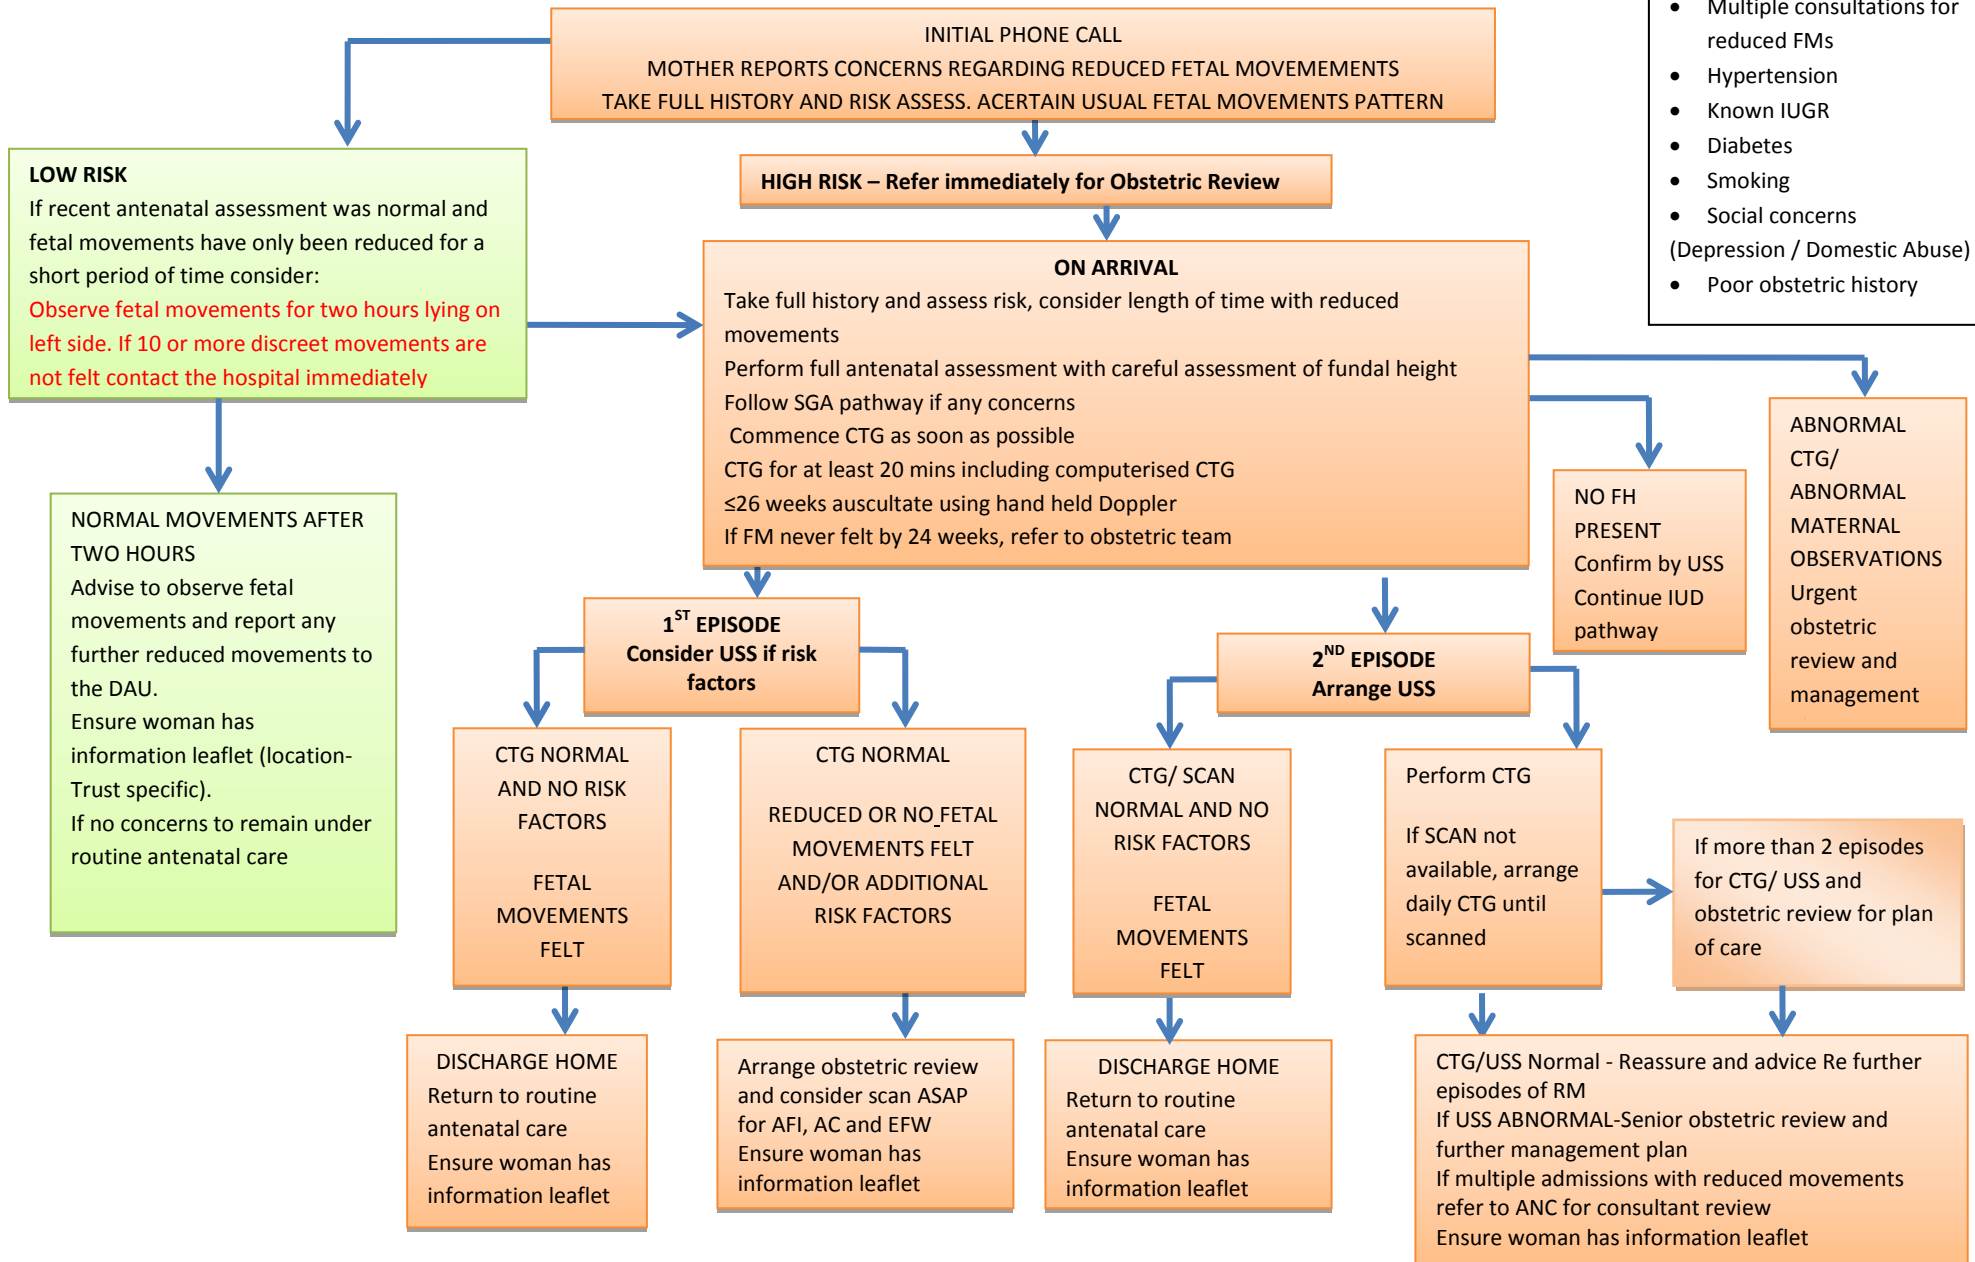 INITIAL PHONE CALL
MOTHER REPORTS CONCERNS REGARDING REDUCED FETAL MOVEMEMENTS
TAKE FULL HISTORY AND RISK ASSESS. ACERTAIN USUAL FETAL MOVEMENTS PATTERN
• Multiple consultations for
reduced FMs
• Hypertension
• Known IUGR
• Diabetes
• Smoking
• Social concerns
(Depression / Domestic Abuse)
• Poor obstetric history
LOW RISK
If recent antenatal assessment was normal and
fetal movements have only been reduced for a
short period of time consider:
Observe fetal movements for two hours lying on
left side. If 10 or more discreet movements are
not felt contact the hospital immediately
HIGH RISK – Refer immediately for Obstetric Review
ON ARRIVAL
Take full history and assess risk, consider length of time with reduced
movements
Perform full antenatal assessment with careful assessment of fundal height
Follow SGA pathway if any concerns
Commence CTG as soon as possible
CTG for at least 20 mins including computerised CTG
≤26 weeks auscultate using hand held Doppler
If FM never felt by 24 weeks, refer to obstetric team
NO FH
PRESENT
Confirm by USS
Continue IUD
pathway
ABNORMAL
CTG/
ABNORMAL
MATERNAL
OBSERVATIONS
Urgent
obstetric
review and
management
NORMAL MOVEMENTS AFTER
TWO HOURS
Advise to observe fetal
movements and report any
further reduced movements to
the DAU.
Ensure woman has
information leaflet (location-
Trust specific).
If no concerns to remain under
routine antenatal care
1ST EPISODE
Consider USS if risk
factors
2ND EPISODE
Arrange USS
CTG NORMAL
AND NO RISK
FACTORS
FETAL
MOVEMENTS
FELT
CTG NORMAL
REDUCED OR NO FETAL
MOVEMENTS FELT
AND/OR ADDITIONAL
RISK FACTORS
CTG/ SCAN
NORMAL AND NO
RISK FACTORS
FETAL
MOVEMENTS
FELT
Perform CTG
If SCAN not
available, arrange
daily CTG until
scanned
If more than 2 episodes
for CTG/ USS and
obstetric review for plan
of care
DISCHARGE HOME
Return to routine
antenatal care
Ensure woman has
information leaflet
Arrange obstetric review
and consider scan ASAP
for AFI, AC and EFW
Ensure woman has
information leaflet
DISCHARGE HOME
Return to routine
antenatal care
Ensure woman has
information leaflet
CTG/USS Normal - Reassure and advice Re further
episodes of RM
If USS ABNORMAL-Senior obstetric review and
further management plan
If multiple admissions with reduced movements
refer to ANC for consultant review
Ensure woman has information leaflet